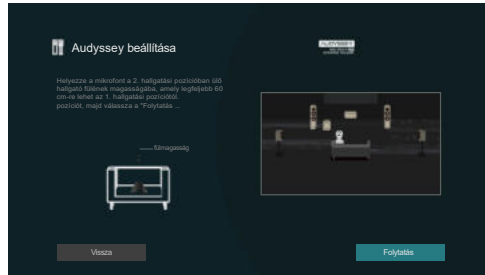 Audyssey beállítása
AUDYSSEY
Helyezze a mikrofont a 2. hallgatási pozícióban ülő
hallgató fülének magasságába, amely legfeljebb 60
cm-re lehet az 1. hallgatási pozíciótól.
pozíciót, majd válassza a "Folytatás ...
fülmagasság
Vissza
Folytatás